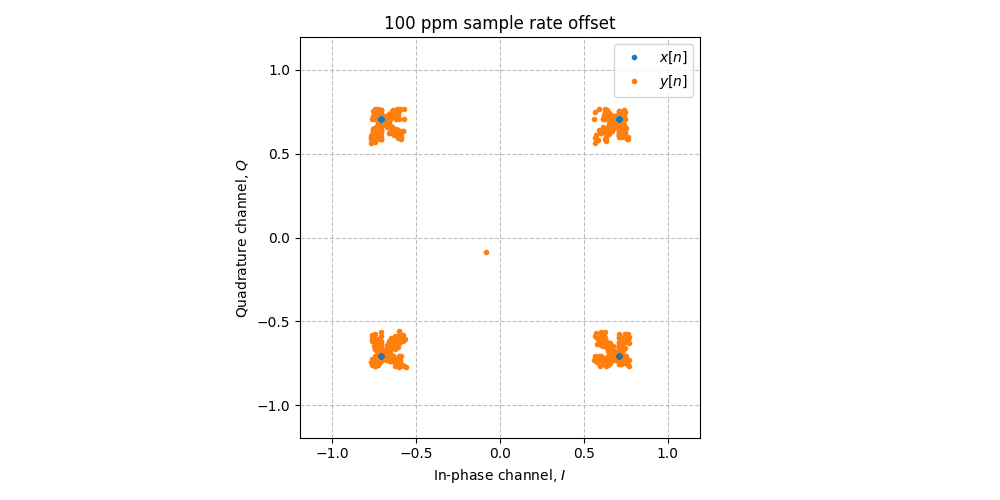 100 ppm sample rate offset
x[n]
y[n]
1.0
0.5
0.0
−0.5
−1.0
Quadrature channel, Q
−1.0
−0.5
0.0
0.5
1.0
In-phase channel, I